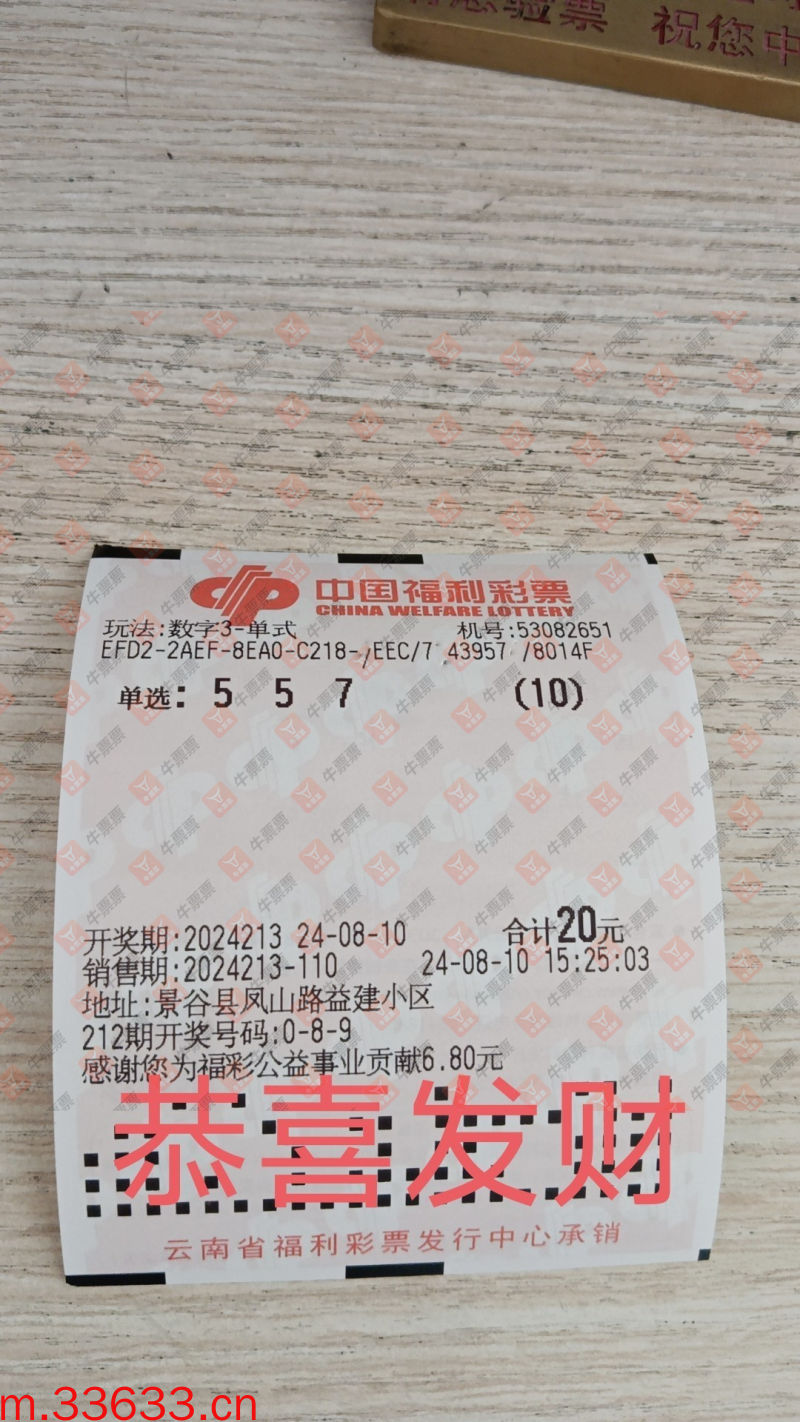 验票 祝您中
中国福利彩票
CHINA WELFARE LOTTERY
玩法:数字3-单式 机号:53082651
EFD2-2AEF-8EA0-C218- /EEC/7 43957 /8014F
单选: 5 5 7 (10)
开奖期:2024213 24-08-10 合计20元
销售期:2024213-110 24-08-10 15:25:03
地址:景谷县凤山路益建小区
212期开奖号码:0-8-9
感谢您为福彩公益事业贡献6.80元
恭喜发财
云南省福利彩票发行中心承销
牛票票
m.33633.cn